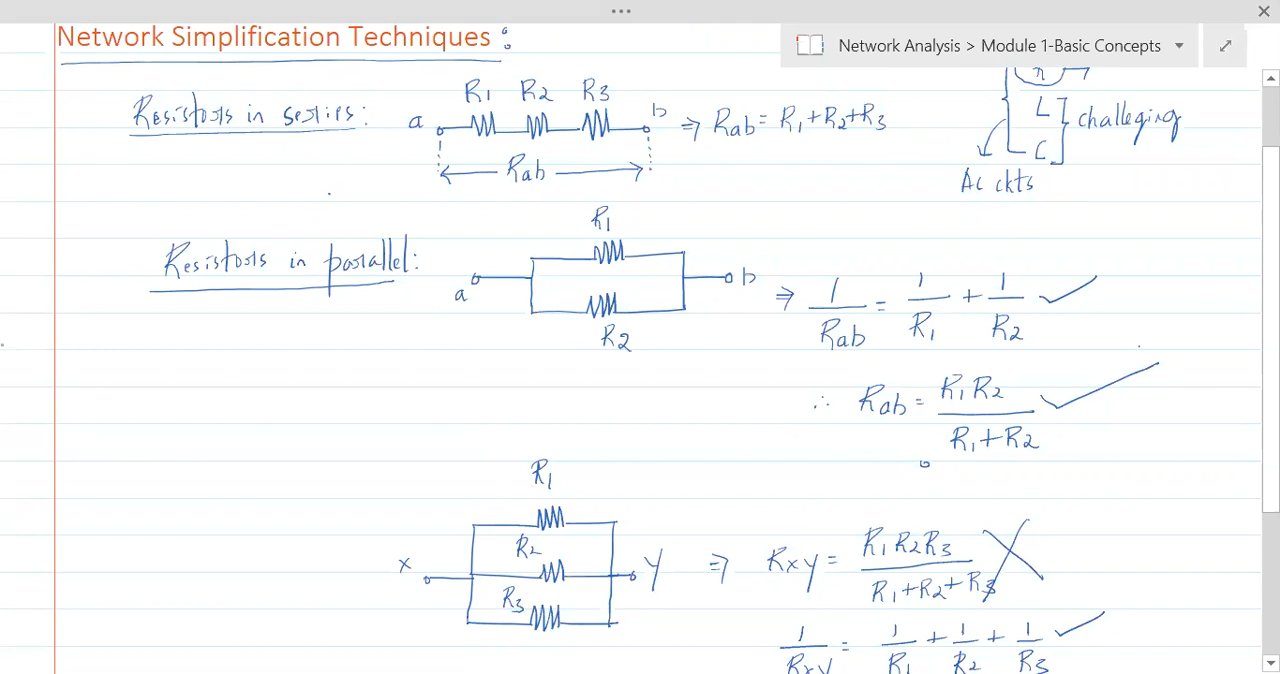 Network Simplification Techniques :
Network Analysis > Module 1-Basic Concepts
R1 R2 R3
Resistors in series: a b ⇒ Rab = R1+R2+R3
Rab
L
C
challeging
Ac ckts
R1
Resistors in parallel:
a b ⇒ 1/Rab = 1/R1 + 1/R2
R2
∴ Rab = R1R2/R1+R2
R1
R2
x y ⇒ Rxy = R1R2R3/R1+R2+R3
R3
1/Rxy = 1/R1 + 1/R2 + 1/R3